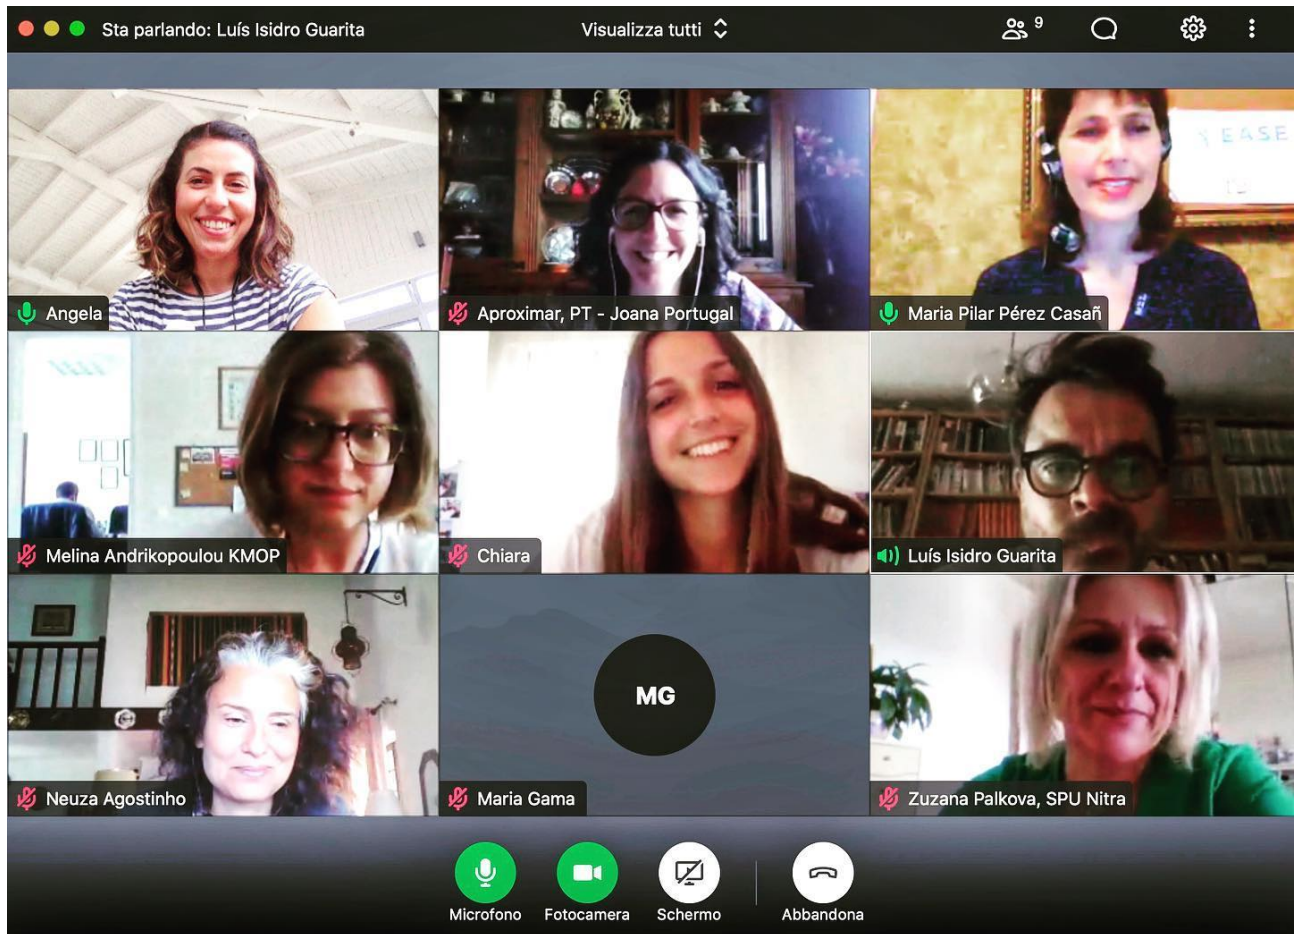 Sta parlando: Luís Isidro Guarita
Visualizza tutti
9
EASE
Angela
Aproximar, PT - Joana Portugal
Maria Pilar Pérez Casañ
Melina Andrikopoulou KMOP
Chiara
Luís Isidro Guarita
MG
Neuza Agostinho
Maria Gama
Zuzana Palkova, SPU Nitra
Microfono
Fotocamera
Schermo
Abbandona